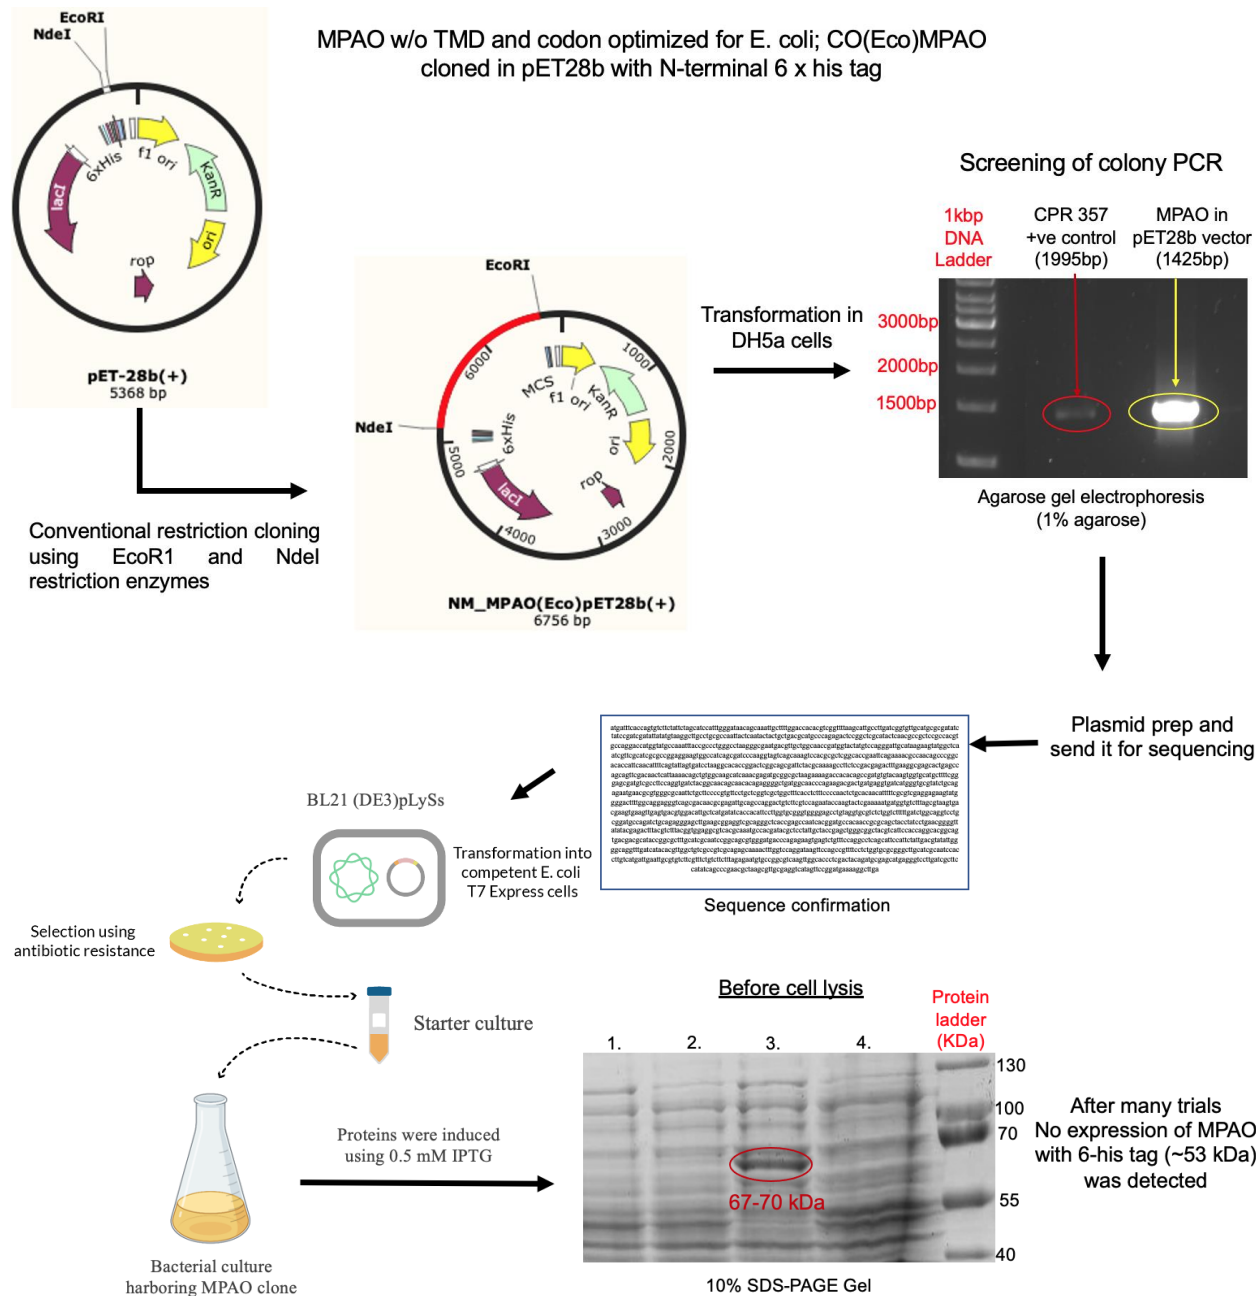 MPAO w/o TMD and codon optimized for E. coli; CO(Eco)MPAO
cloned in pET28b with N-terminal 6 x his tag
EcoRI
NdeI
6xHis
f1 ori
KanR
lacI
ori
rop
pET-28b(+)
5368 bp
Conventional restriction cloning
using EcoR1 and NdeI
restriction enzymes
EcoRI
NdeI
6000
1000
MCS
f1 ori
KanR
6xHis
ori
5000
2000
lacI
rop
4000
3000
NM_MPAO(Eco)pET28b(+)
6756 bp
Transformation in
DH5a cells
Screening of colony PCR
1kbp
DNA
Ladder
CPR 357
+ve control
(1995bp)
MPAO in
pET28b vector
(1425bp)
3000bp
2000bp
1500bp
Agarose gel electrophoresis
(1% agarose)
Plasmid prep and
send it for sequencing
Sequence confirmation
BL21 (DE3)pLySs
Transformation into
competent E. coli
T7 Express cells
Selection using
antibiotic resistance
Starter culture
Bacterial culture
harboring MPAO clone
Proteins were induced
using 0.5 mM IPTG
Before cell lysis
1.
2.
3.
4.
Protein
ladder
(KDa)
130
100
70
55
40
67-70 kDa
10% SDS-PAGE Gel
After many trials
No expression of MPAO
with 6-his tag (~53 kDa)
was detected